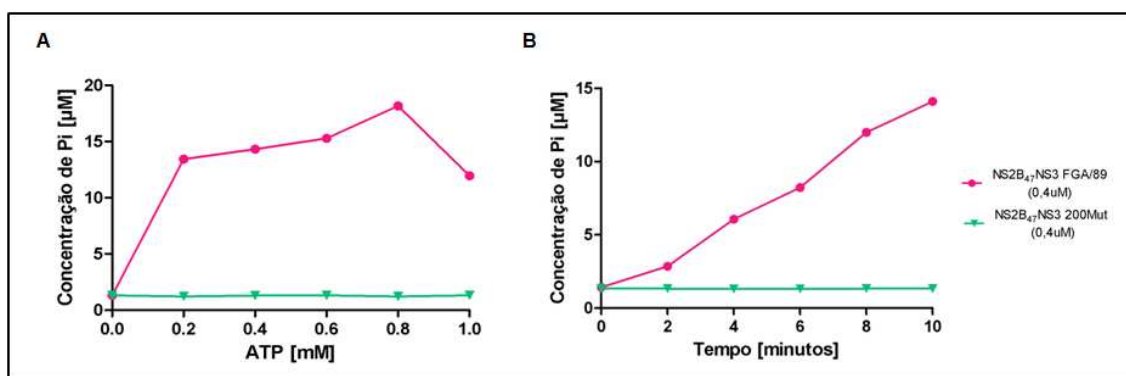 A
Concentração de Pi [µM]
20
15
10
5
0
0.0 0.2 0.4 0.6 0.8 1.0
ATP [mM]
B
Concentração de Pi [µM]
15
10
5
0
0 2 4 6 8 10
Tempo [minutos]
NS2B₄₇NS3 FGA/89
(0,4uM)
NS2B₄₇NS3 200Mut
(0,4uM)